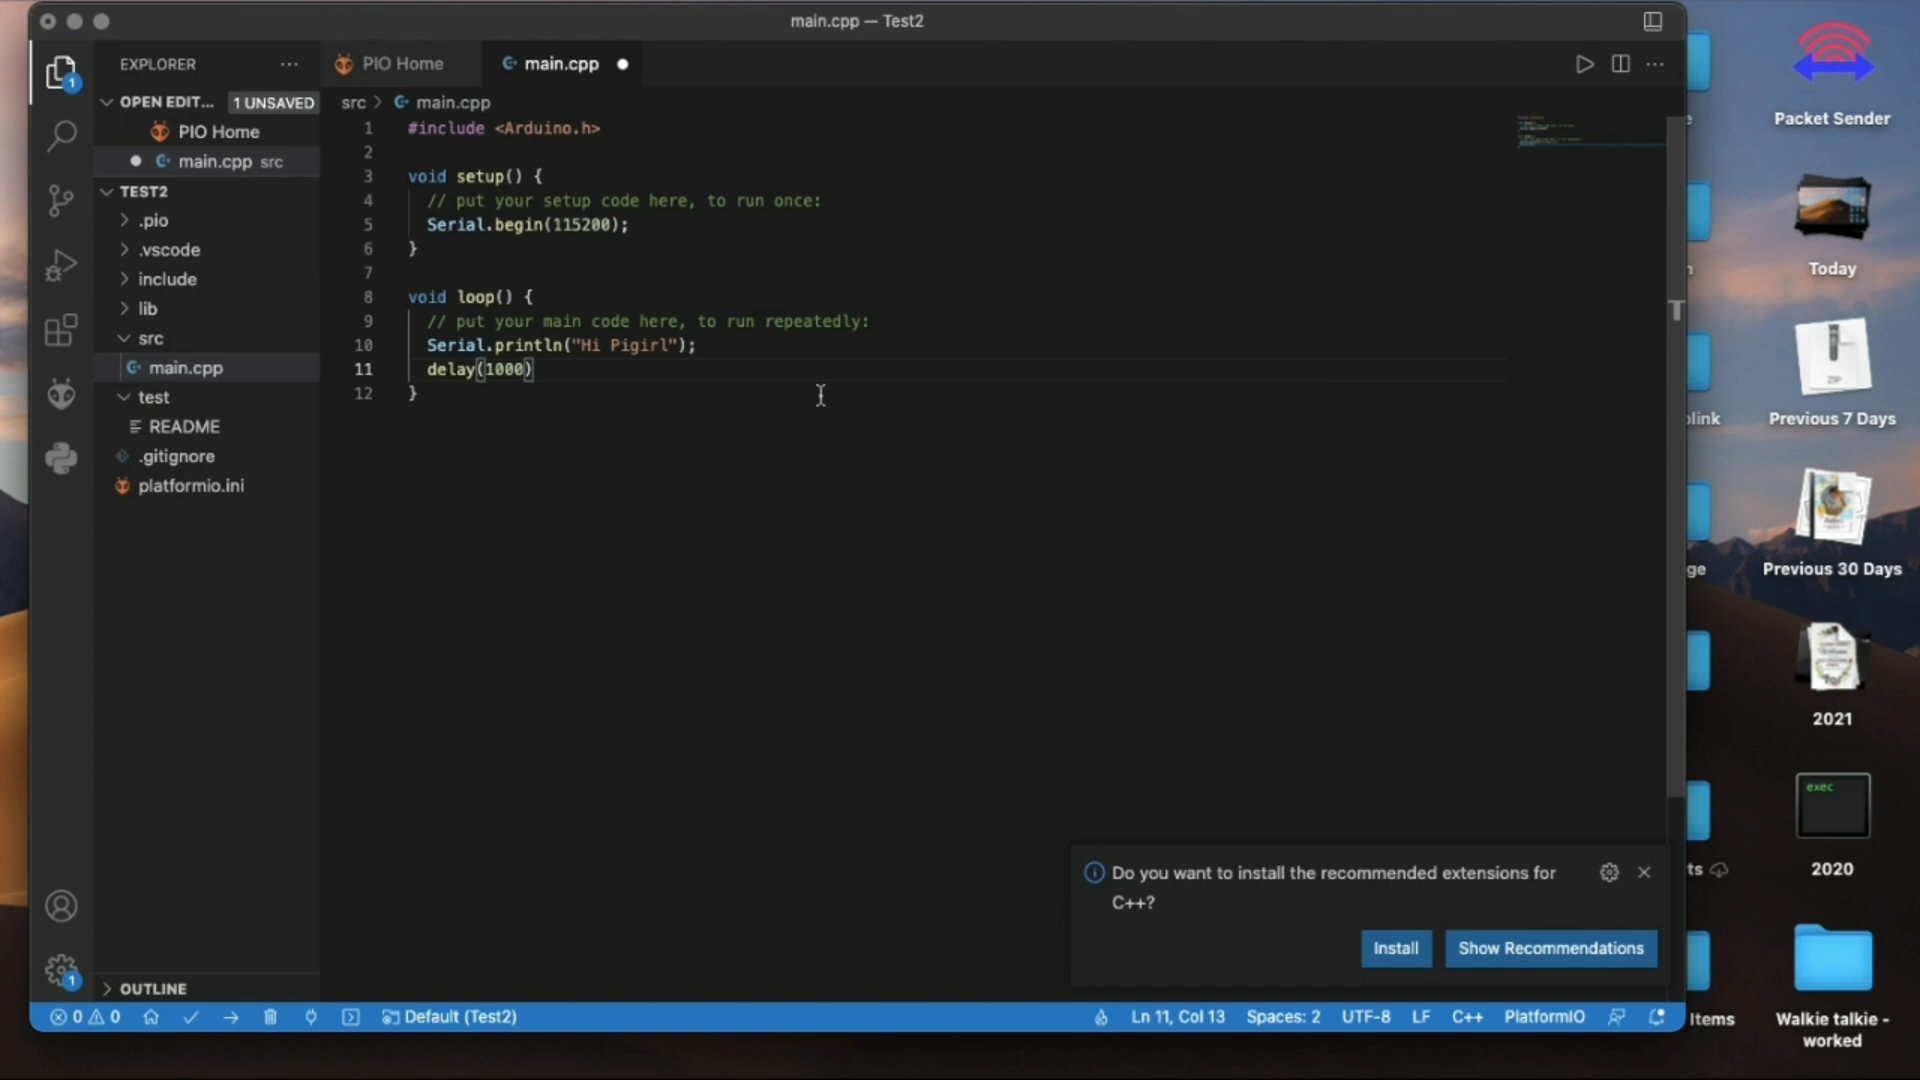 main.cpp — Test2
EXPLORER
PIO Home
main.cpp
OPEN EDIT... 1 UNSAVED
PIO Home
main.cpp src
TEST2
.pio
.vscode
include
lib
src
main.cpp
test
README
.gitignore
platformio.ini
OUTLINE
src > main.cpp
1 #include <Arduino.h>
2
3 void setup() {
4 // put your setup code here, to run once:
5 Serial.begin(115200);
6 }
7
8 void loop() {
9 // put your main code here, to run repeatedly:
10 Serial.println("Hi Pigirl");
11 delay(1000)
12 }
Do you want to install the recommended extensions for
C++?
Install
Show Recommendations
0 0
Default (Test2)
Ln 11, Col 13 Spaces: 2 UTF-8 LF C++ PlatformIO
1
1
Packet Sender
Today
ZIP
Previous 7 Days
Previous 30 Days
2021
exec
2020
Items
Walkie talkie -
worked